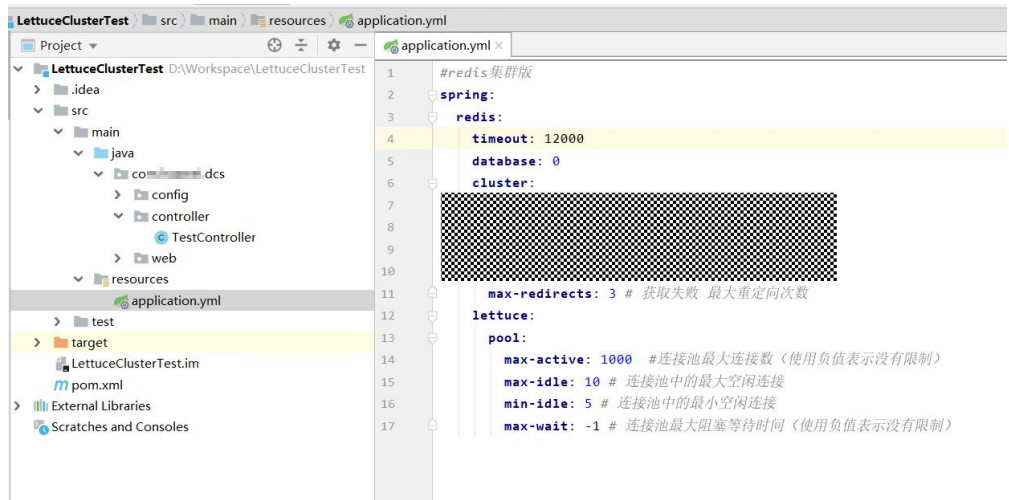 LettuceClusterTest src main resources application.yml
Project
application.yml
LettuceClusterTest D:\Workspace\LettuceClusterTest
.idea
src
main
java
.dcs
config
controller
TestController
web
resources
application.yml
test
target
LettuceClusterTest.im
pom.xml
External Libraries
Scratches and Consoles
1 #redis集群版
2 spring:
3 redis:
4 timeout: 12000
5 database: 0
6 cluster:
7
8
9
10
11 max-redirects: 3 # 获取失败 最大重定向次数
12 lettuce:
13 pool:
14 max-active: 1000 #连接池最大连接数（使用负值表示没有限制）
15 max-idle: 10 # 连接池中的最大空闲连接
16 min-idle: 5 # 连接池中的最小空闲连接
17 max-wait: -1 # 连接池最大阻塞等待时间（使用负值表示没有限制）